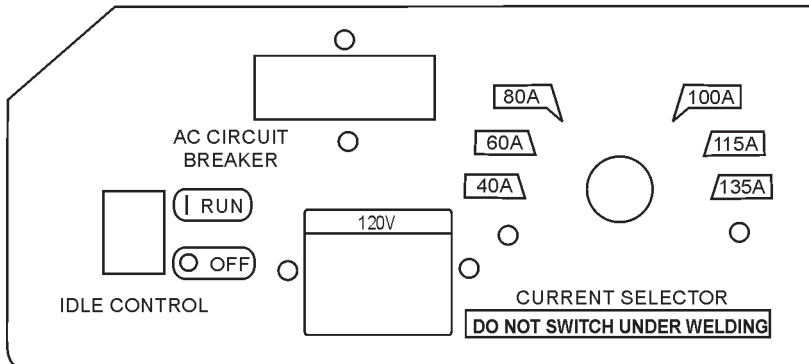 80A
100A
AC CIRCUIT
BREAKER
60A
115A
40A
135A
| RUN
120V
O OFF
IDLE CONTROL
CURRENT SELECTOR
DO NOT SWITCH UNDER WELDING